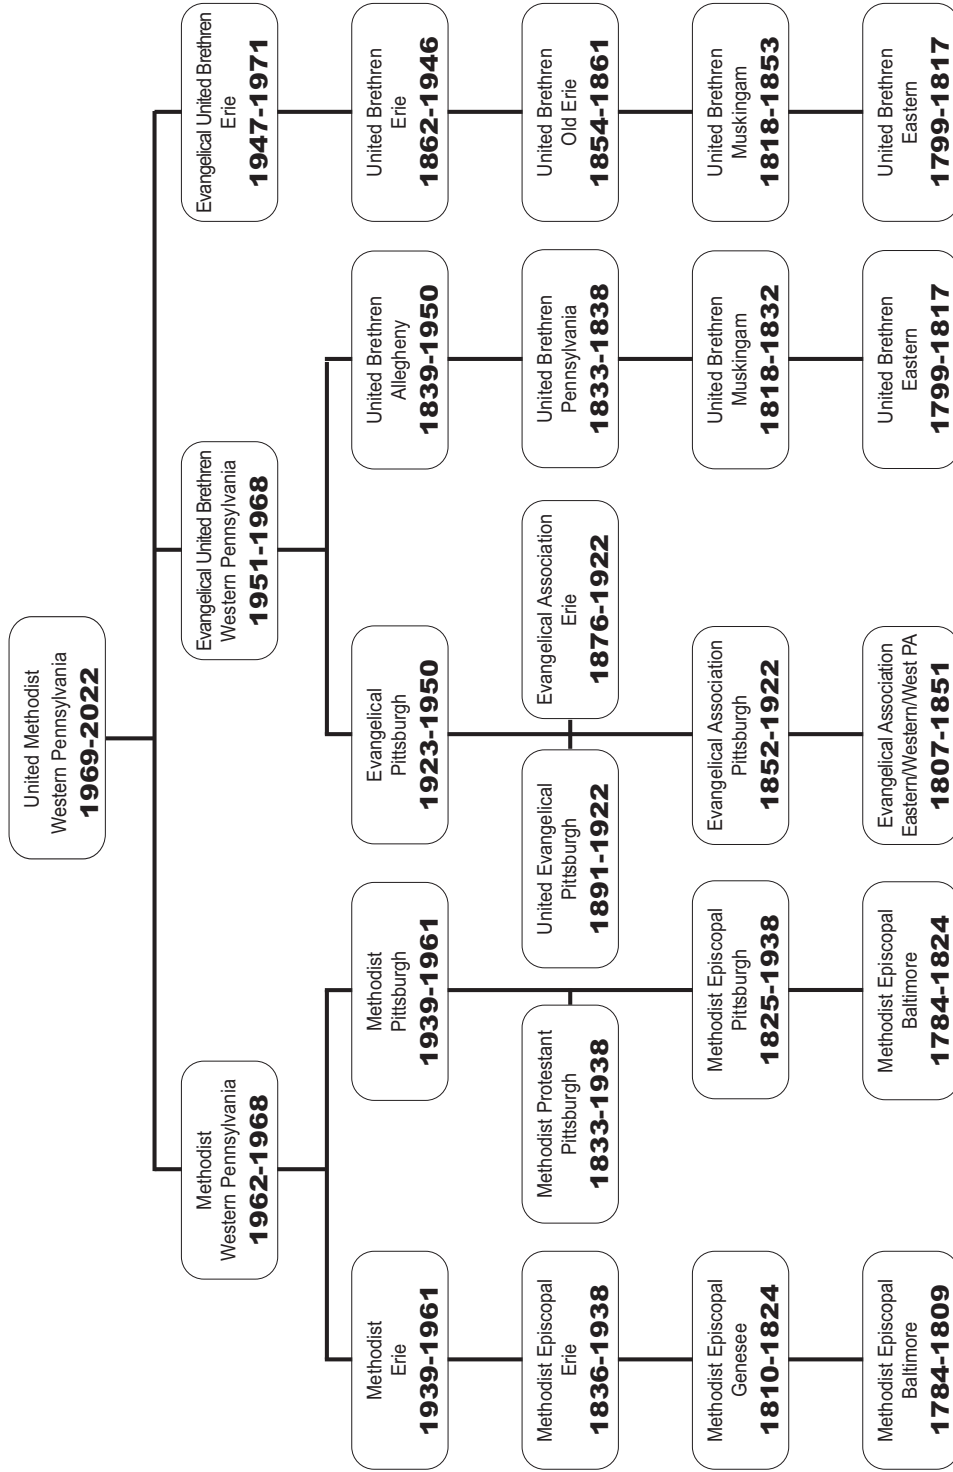 United Methodist
Western Pennsylvania
1969-2022
Methodist
Western Pennsylvania
1962-1968
Evangelical United Brethren
Western Pennsylvania
1951-1968
Evangelical United Brethren
Erie
1947-1971
Methodist
Erie
1939-1961
Methodist
Pittsburgh
1939-1961
Evangelical
Pittsburgh
1923-1950
United Brethren
Allegheny
1839-1950
United Brethren
Erie
1862-1946
Methodist Episcopal
Erie
1836-1938
Methodist Protestant
Pittsburgh
1833-1938
United Evangelical
Pittsburgh
1891-1922
Evangelical Association
Erie
1876-1922
United Brethren
Pennsylvania
1833-1838
United Brethren
Old Erie
1854-1861
Methodist Episcopal
Genesee
1810-1824
Methodist Episcopal
Pittsburgh
1825-1938
Evangelical Association
Pittsburgh
1852-1922
United Brethren
Muskingam
1818-1832
United Brethren
Muskingam
1818-1853
Methodist Episcopal
Baltimore
1784-1809
Methodist Episcopal
Baltimore
1784-1824
Evangelical Association
Eastern/Western/West PA
1807-1851
United Brethren
Eastern
1799-1817
United Brethren
Eastern
1799-1817